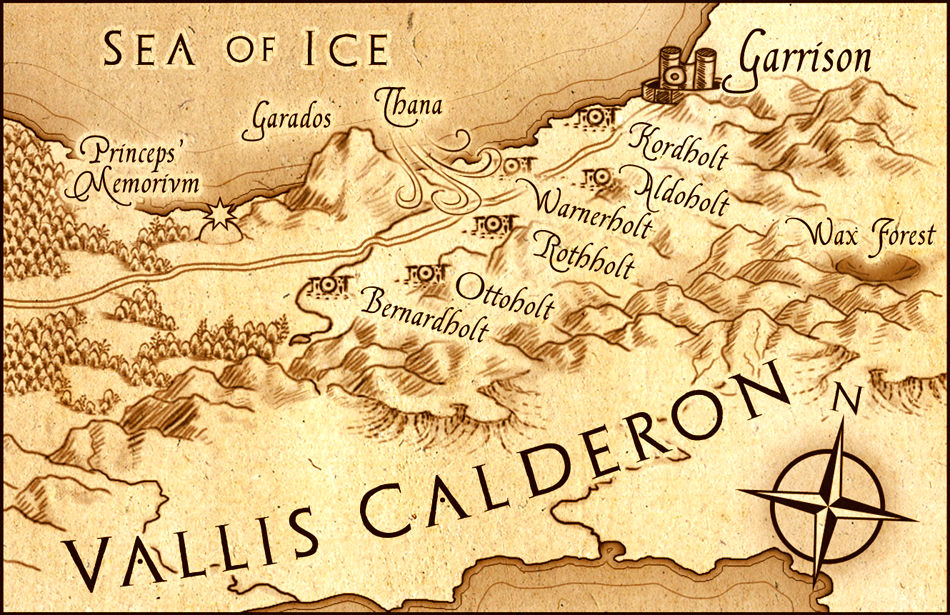 SEA OF ICE
Garrison
Garados
Thana
Princeps'
Memorivm
Kordholt
Aldoholt
Warnerholt
Wax Forest
Rothholt
Ottoholt
Bernardholt
VALLIS CALDERON
N